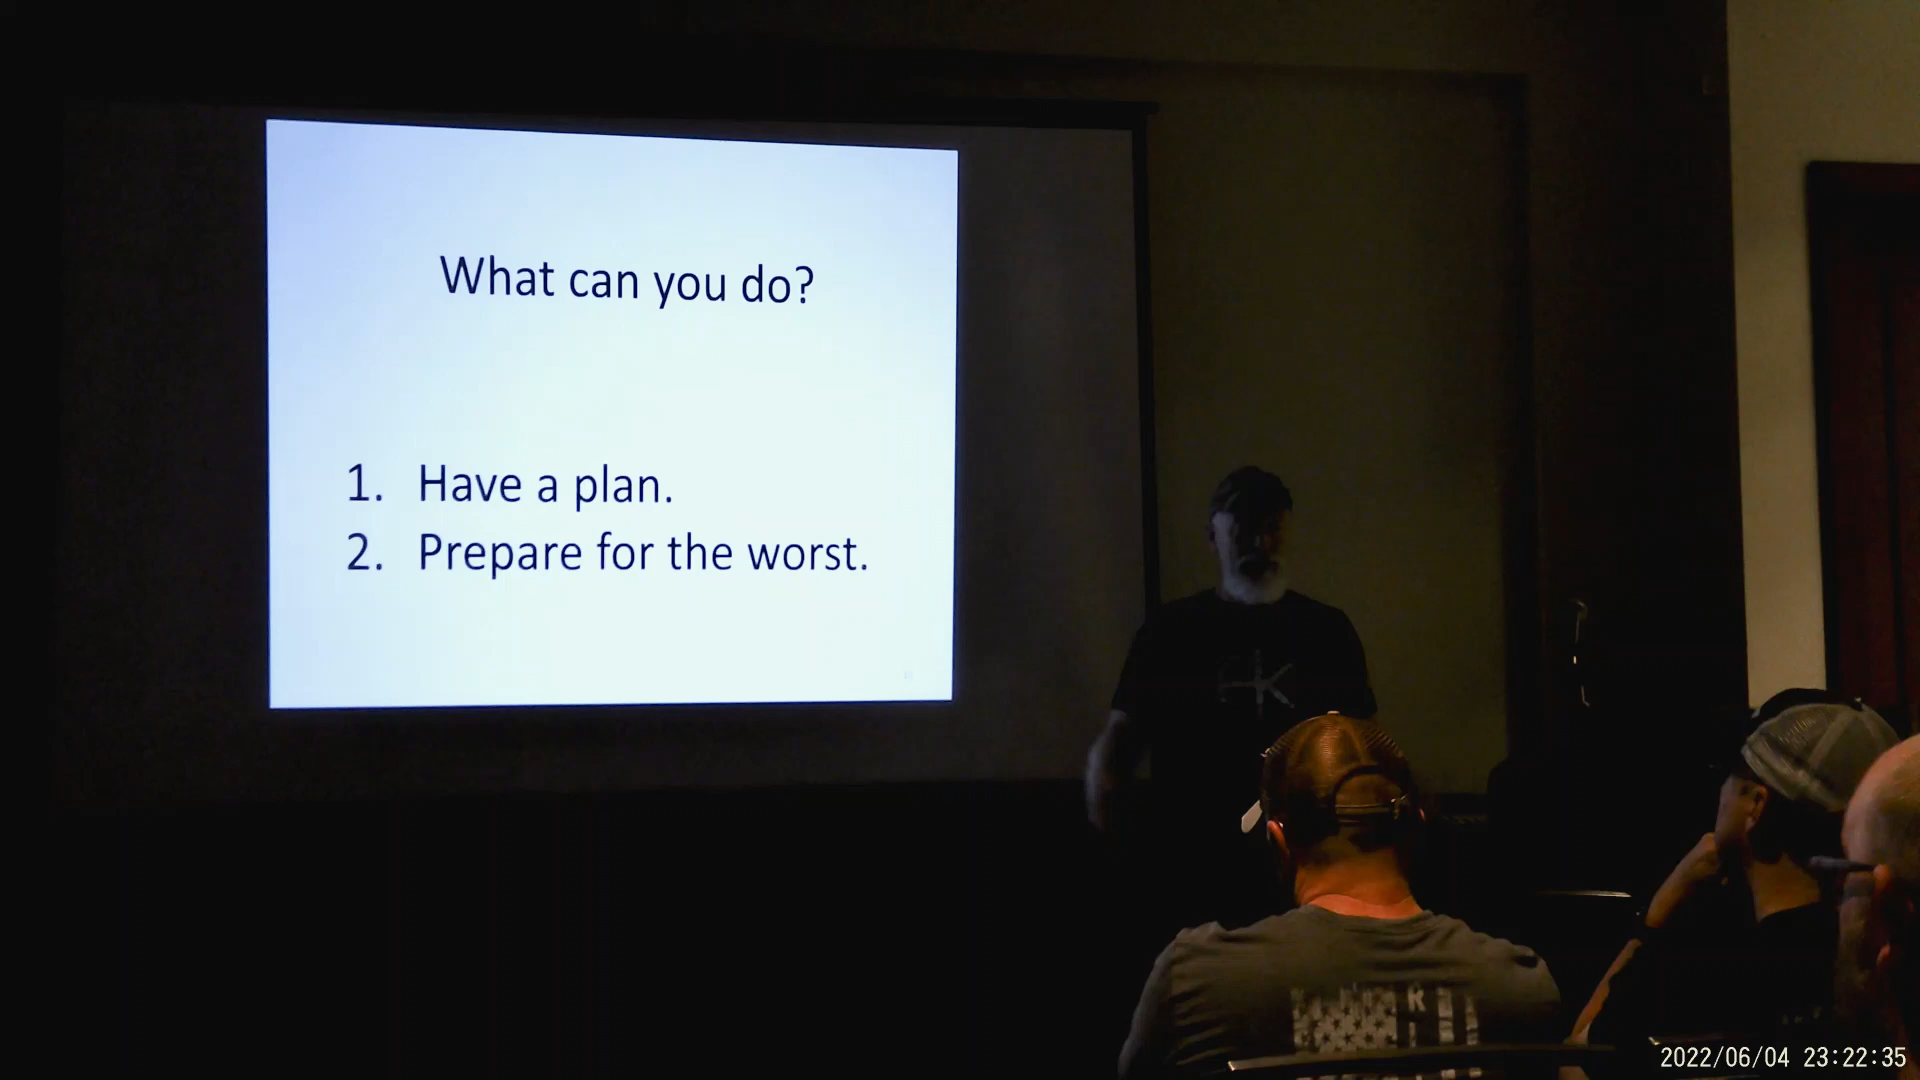 What can you do?
1. Have a plan.
2. Prepare for the worst.
2022/06/04 23:22:35